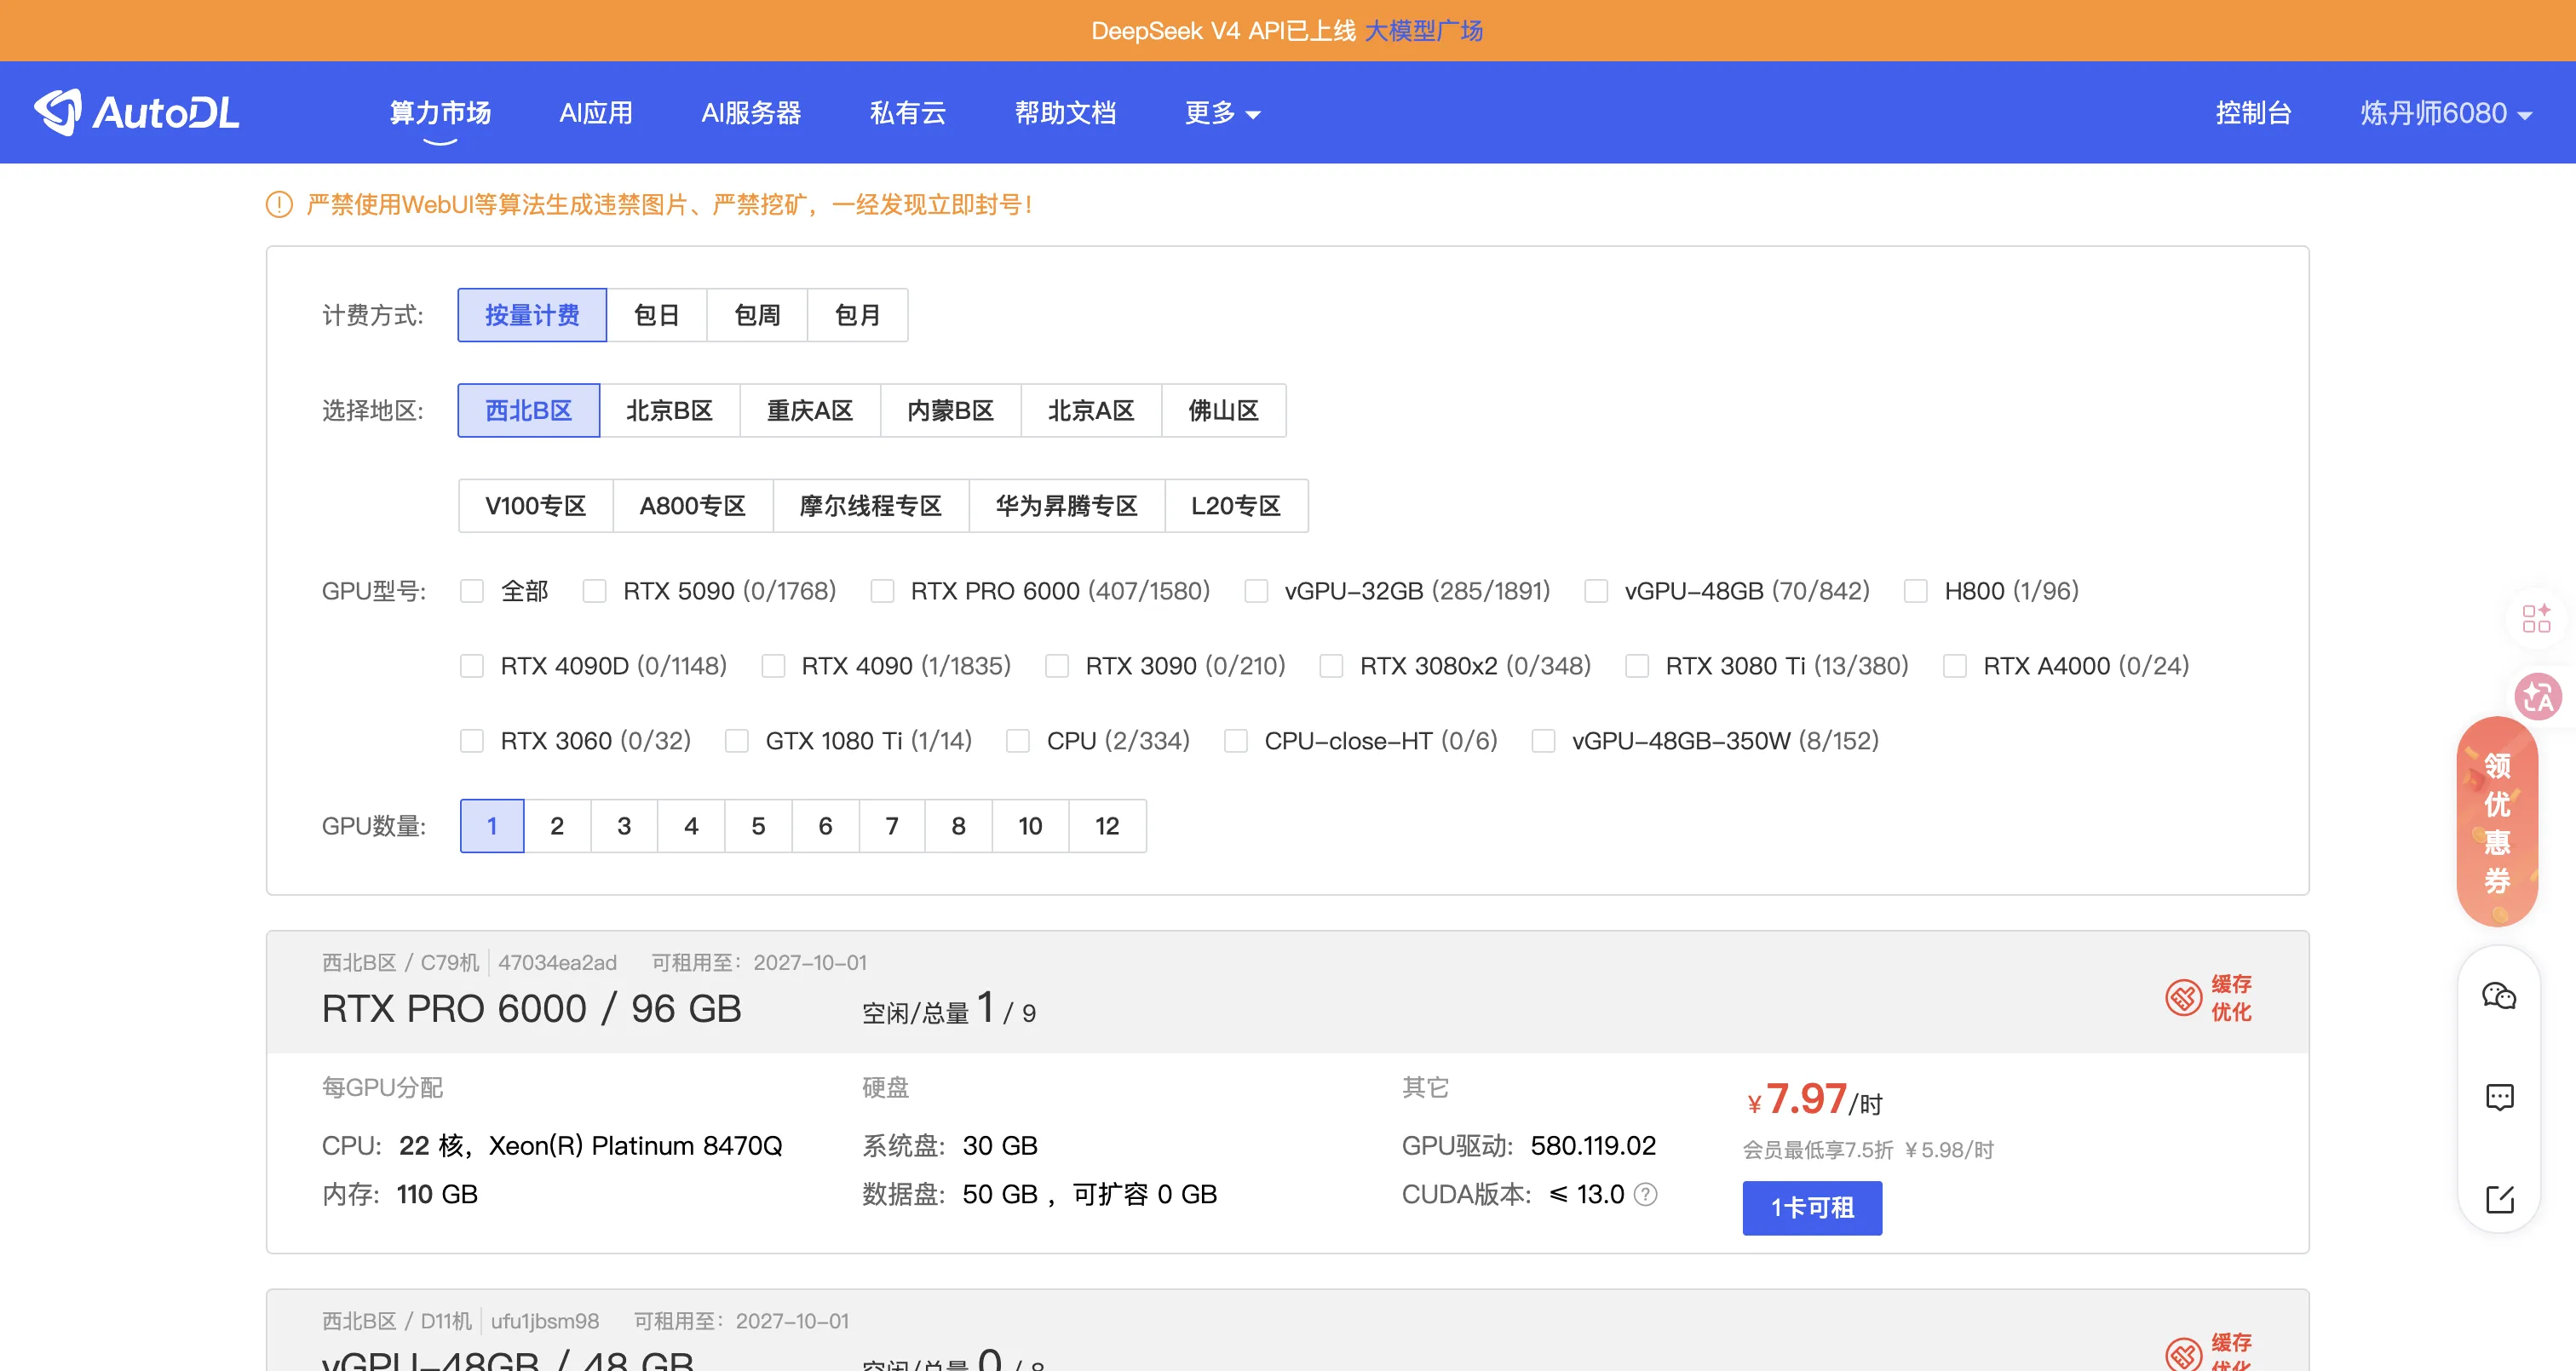 DeepSeek V4 API已上线 大模型广场
AutoDL 算力市场 AI应用 AI服务器 私有云 帮助文档 更多 控制台 炼丹师6080
严禁使用WebUI等算法生成违禁图片、严禁挖矿，一经发现立即封号！
计费方式: 按量计费 包日 包周 包月
选择地区: 西北B区 北京B区 重庆A区 内蒙B区 北京A区 佛山区
V100专区 A800专区 摩尔线程专区 华为昇腾专区 L20专区
GPU型号: 全部 RTX 5090 (0/1768) RTX PRO 6000 (407/1580) vGPU-32GB (285/1891) vGPU-48GB (70/842) H800 (1/96)
RTX 4090D (0/1148) RTX 4090 (1/1835) RTX 3090 (0/210) RTX 3080x2 (0/348) RTX 3080 Ti (13/380) RTX A4000 (0/24)
RTX 3060 (0/32) GTX 1080 Ti (1/14) CPU (2/334) CPU-close-HT (0/6) vGPU-48GB-350W (8/152)
GPU数量: 1 2 3 4 5 6 7 8 10 12
领
优
惠
券
西北B区 / C79机 47034ea2ad 可租用至：2027-10-01
RTX PRO 6000 / 96 GB 空闲/总量 1 / 9
缓存
优化
每GPU分配 硬盘 其它
¥7.97/时
CPU: 22 核，Xeon(R) Platinum 8470Q 系统盘: 30 GB GPU驱动: 580.119.02
会员最低享7.5折 ¥5.98/时
内存: 110 GB 数据盘: 50 GB ，可扩容 0 GB CUDA版本: ≤ 13.0
1卡可租
西北B区 / D11机 ufu1jbsm98 可租用至：2027-10-01
vGPU-48GB / 48 GB 空闲/总量 0 / 8
缓存
优化